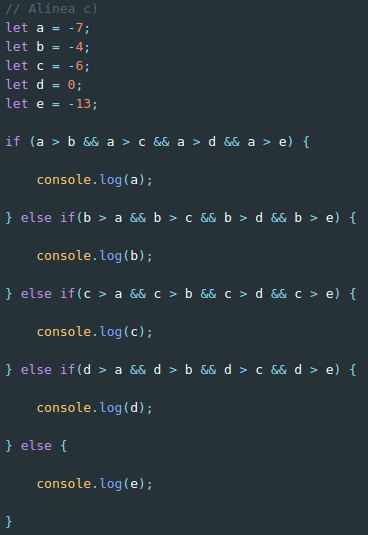 // Alínea c)
let a = -7;
let b = -4;
let c = -6;
let d = 0;
let e = -13;
if (a > b && a > c && a > d && a > e) {
console.log(a);
} else if(b > a && b > c && b > d && b > e) {
console.log(b);
} else if(c > a && c > b && c > d && c > e) {
console.log(c);
} else if(d > a && d > b && d > c && d > e) {
console.log(d);
} else {
console.log(e);
}